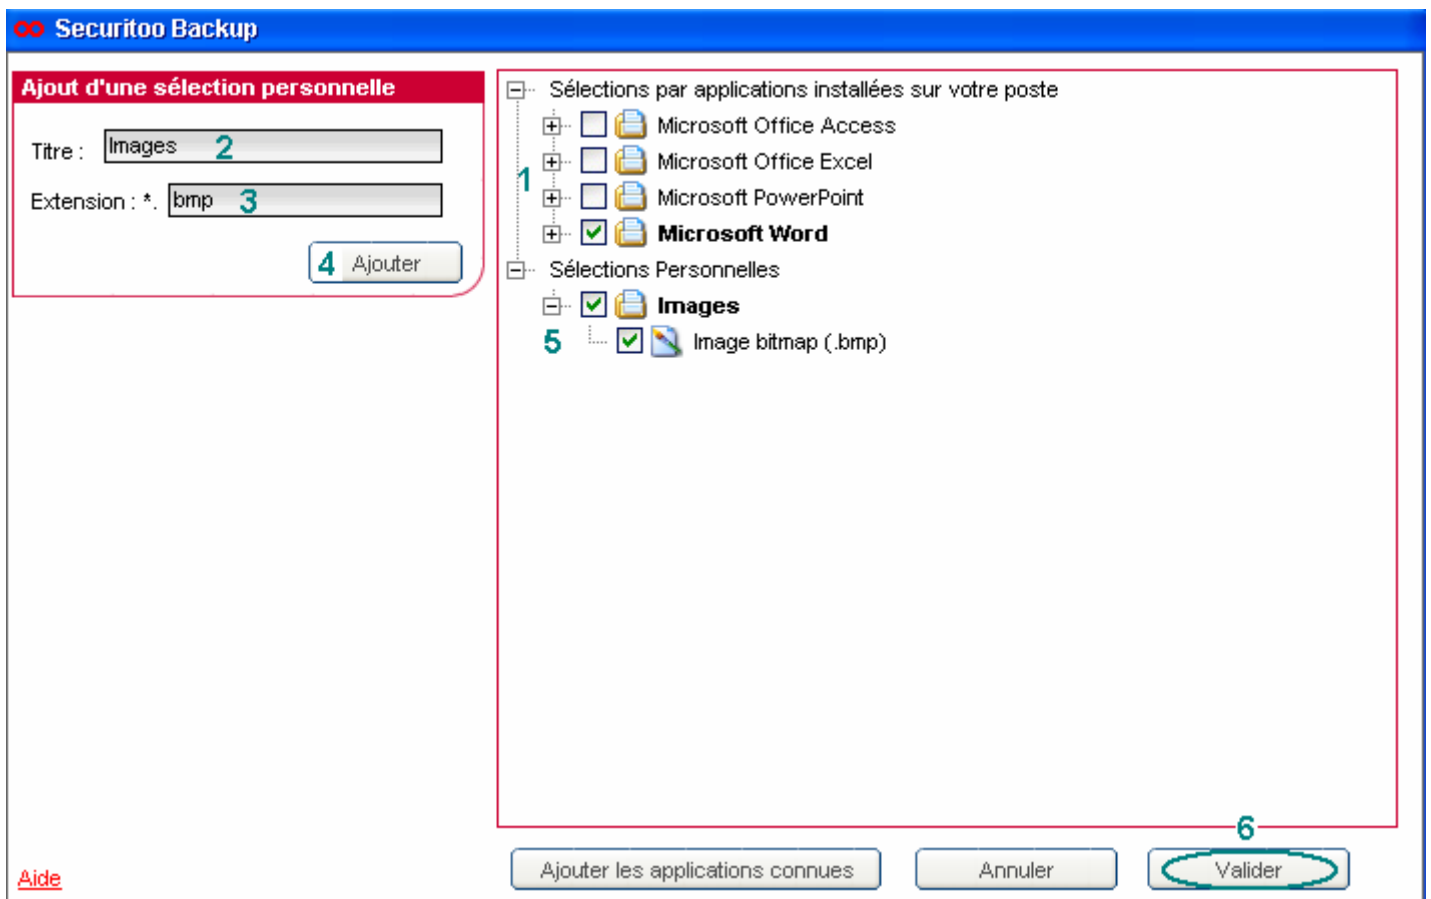 Securitoo Backup
Ajout d'une sélection personnelle
Titre : Images 2
Extension : *. bmp 3
4 Ajouter
Sélections par applications installées sur votre poste
Microsoft Office Access
Microsoft Office Excel
1
Microsoft PowerPoint
Microsoft Word
Sélections Personnelles
Images
5 Image bitmap (.bmp)
6
Aide
Ajouter les applications connues
Annuler
Valider